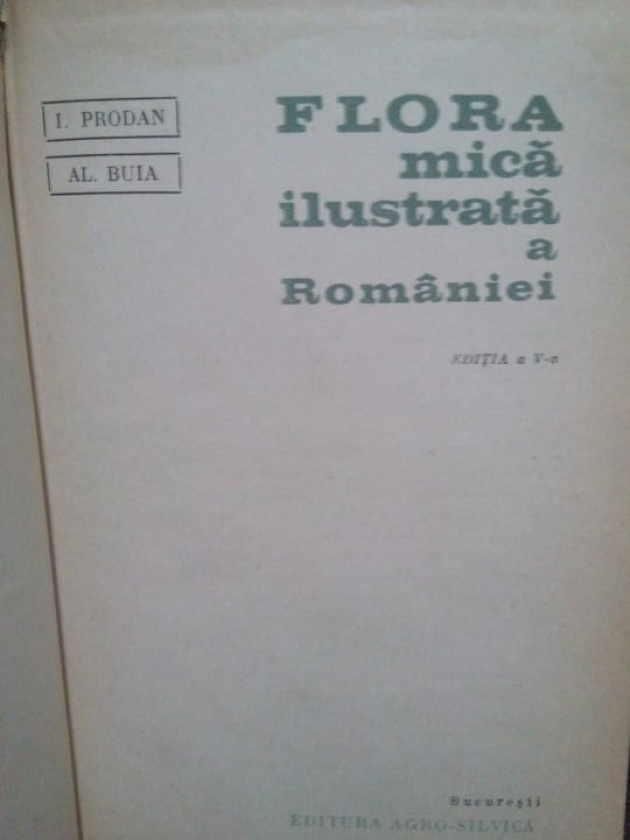 I. PRODAN
AL. BUIA
FLORA
mică
ilustrată
a
României
EDIȚIA a V-a
București
EDITURA AGRO-SILVICĂ